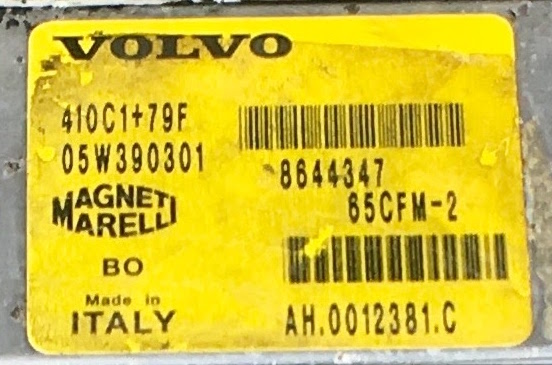 VOLVO
410C1+79F
05W390301
8644347
MAGNETI
MARELLI
65CFM-2
BO
Made in
ITALY
AH.0012381.C